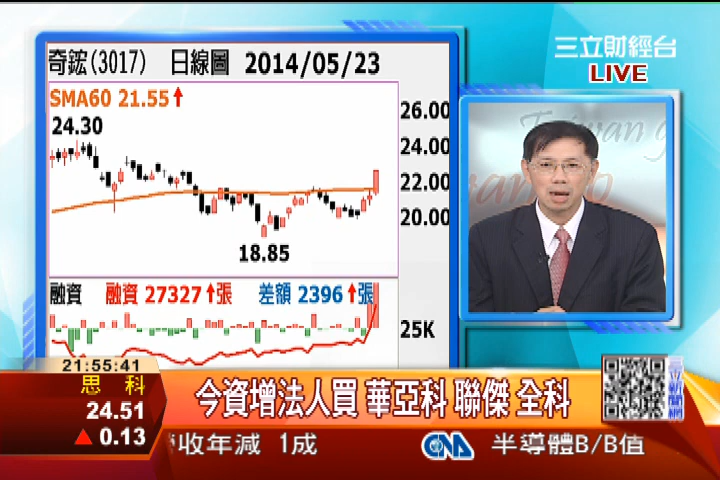 奇鋐(3017) 日線圖 2014/05/23
三立財經台
LIVE
SMA60 21.55↑
24.30
26.00
24.00
22.00
20.00
18.85
融資 融資 27327↑張 差額 2396↑張
25K
21:55:41
思科
24.51
▲0.13
今資增法人買 華亞科 聯傑 全科
收年減 1成
CNA 半導體B/B值